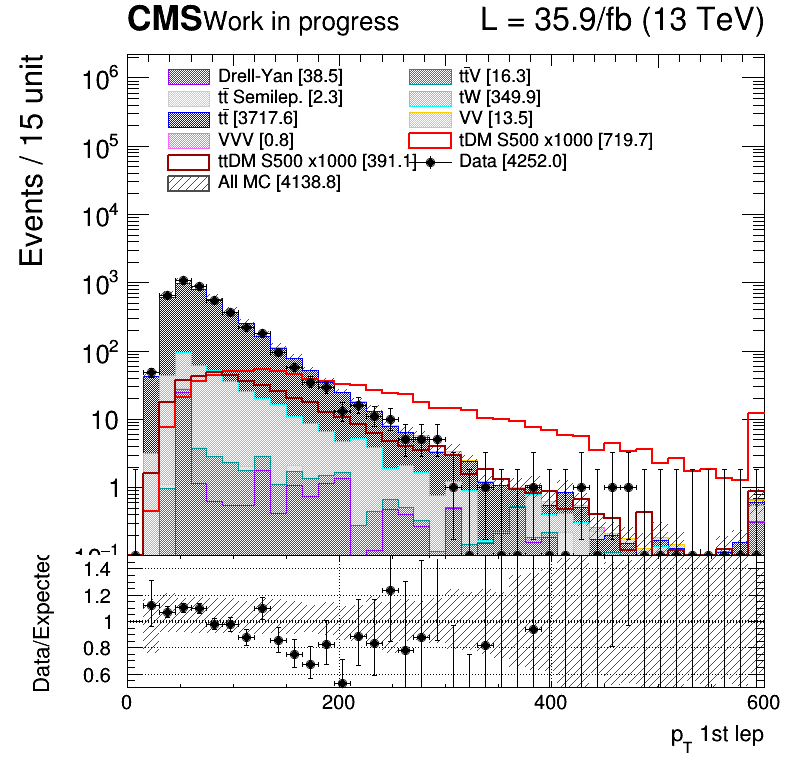 CMS Work in progress L = 35.9/fb (13 TeV)
Events / 15 unit
Drell-Yan [38.5] tt̄V [16.3]
tt̄ Semilep. [2.3] tW [349.9]
tt̄ [3717.6] VV [13.5]
VVV [0.8] tDM S500 x1000 [719.7]
ttDM S500 x1000 [391.1] Data [4252.0]
All MC [4138.8]
10⁶
10⁵
10⁴
10³
10²
10
1
10⁻¹
Data/Expected
1.4
1.2
1
0.8
0.6
0 200 400 600
p_T 1st lep